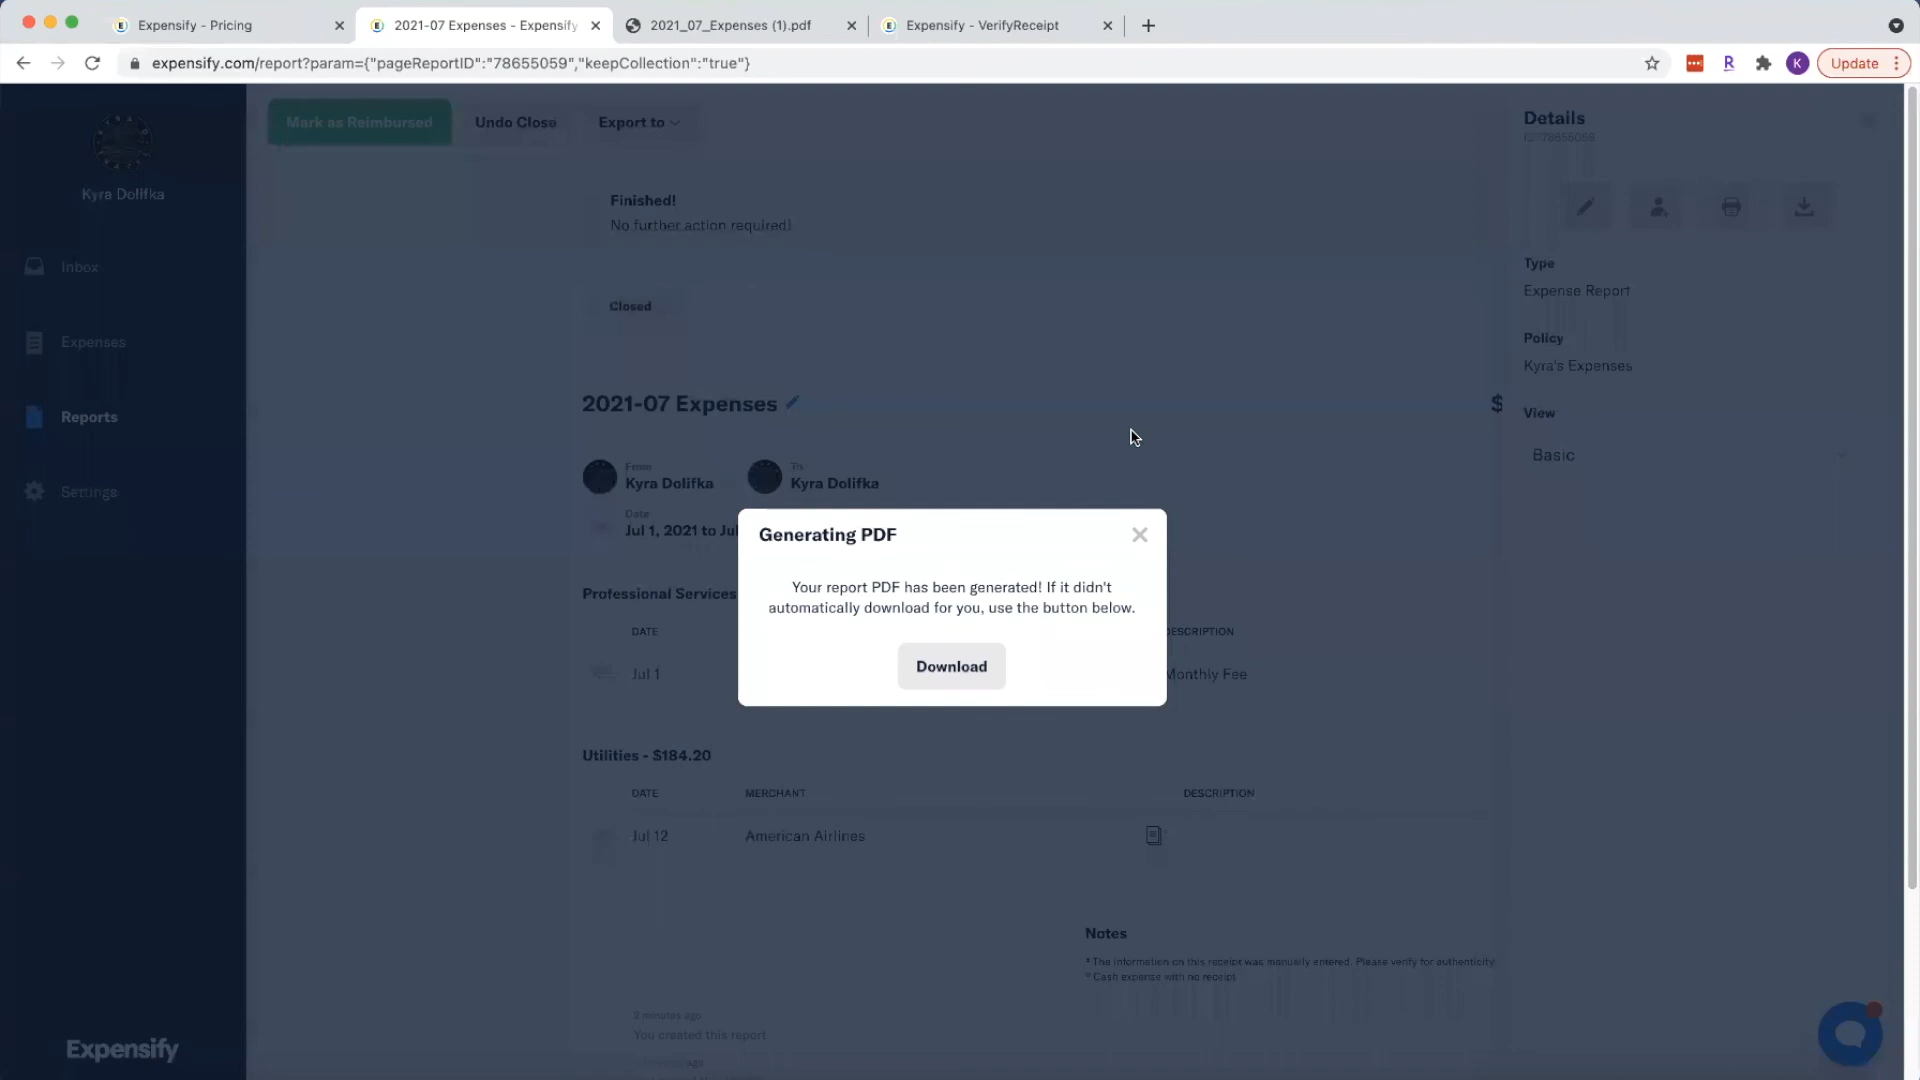 Expensify - Pricing
2021-07 Expenses - Expensify
2021_07_Expenses (1).pdf
Expensify - VerifyReceipt
expensify.com/report?param={"pageReportID":"78655059","keepCollection":"true"}
R
K
Update
Kyra Dolifka
Inbox
Expenses
Reports
Settings
Expensify
Mark as Reimbursed
Undo Close
Export to
Finished!
No further action required!
Closed
2021-07 Expenses
$
From
Kyra Dolifka
To
Kyra Dolifka
Date
Jul 1, 2021 to Jul
Generating PDF
Your report PDF has been generated! If it didn't
automatically download for you, use the button below.
Download
Professional Services
DATE
DESCRIPTION
Jul 1
Monthly Fee
Utilities - $184.20
DATE MERCHANT DESCRIPTION
Jul 12 American Airlines
Notes
The information on this receipt was manually entered. Please verify for authenticity
Cash expense with no receipt
2 minutes ago
You created this report
ago
Details
78655059
Type
Expense Report
Policy
Kyra's Expenses
View
Basic